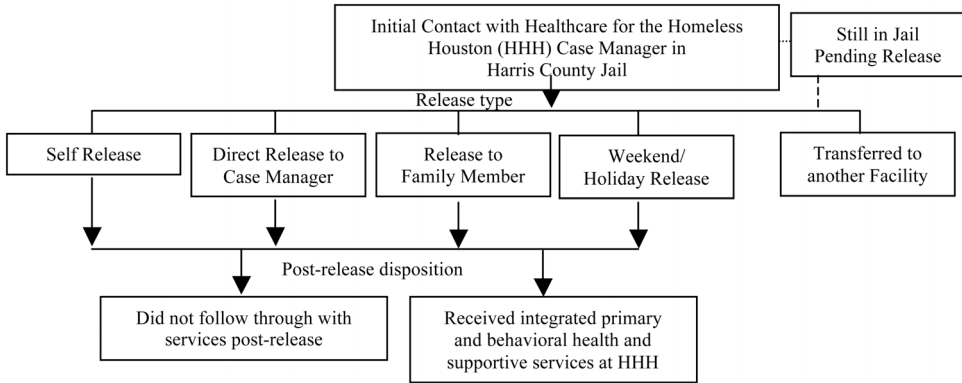 Initial Contact with Healthcare for the Homeless
Houston (HHH) Case Manager in
Harris County Jail
Still in Jail
Pending Release
Release type
Self Release
Direct Release to
Case Manager
Release to
Family Member
Weekend/
Holiday Release
Transferred to
another Facility
Post-release disposition
Did not follow through with
services post-release
Received integrated primary
and behavioral health and
supportive services at HHH